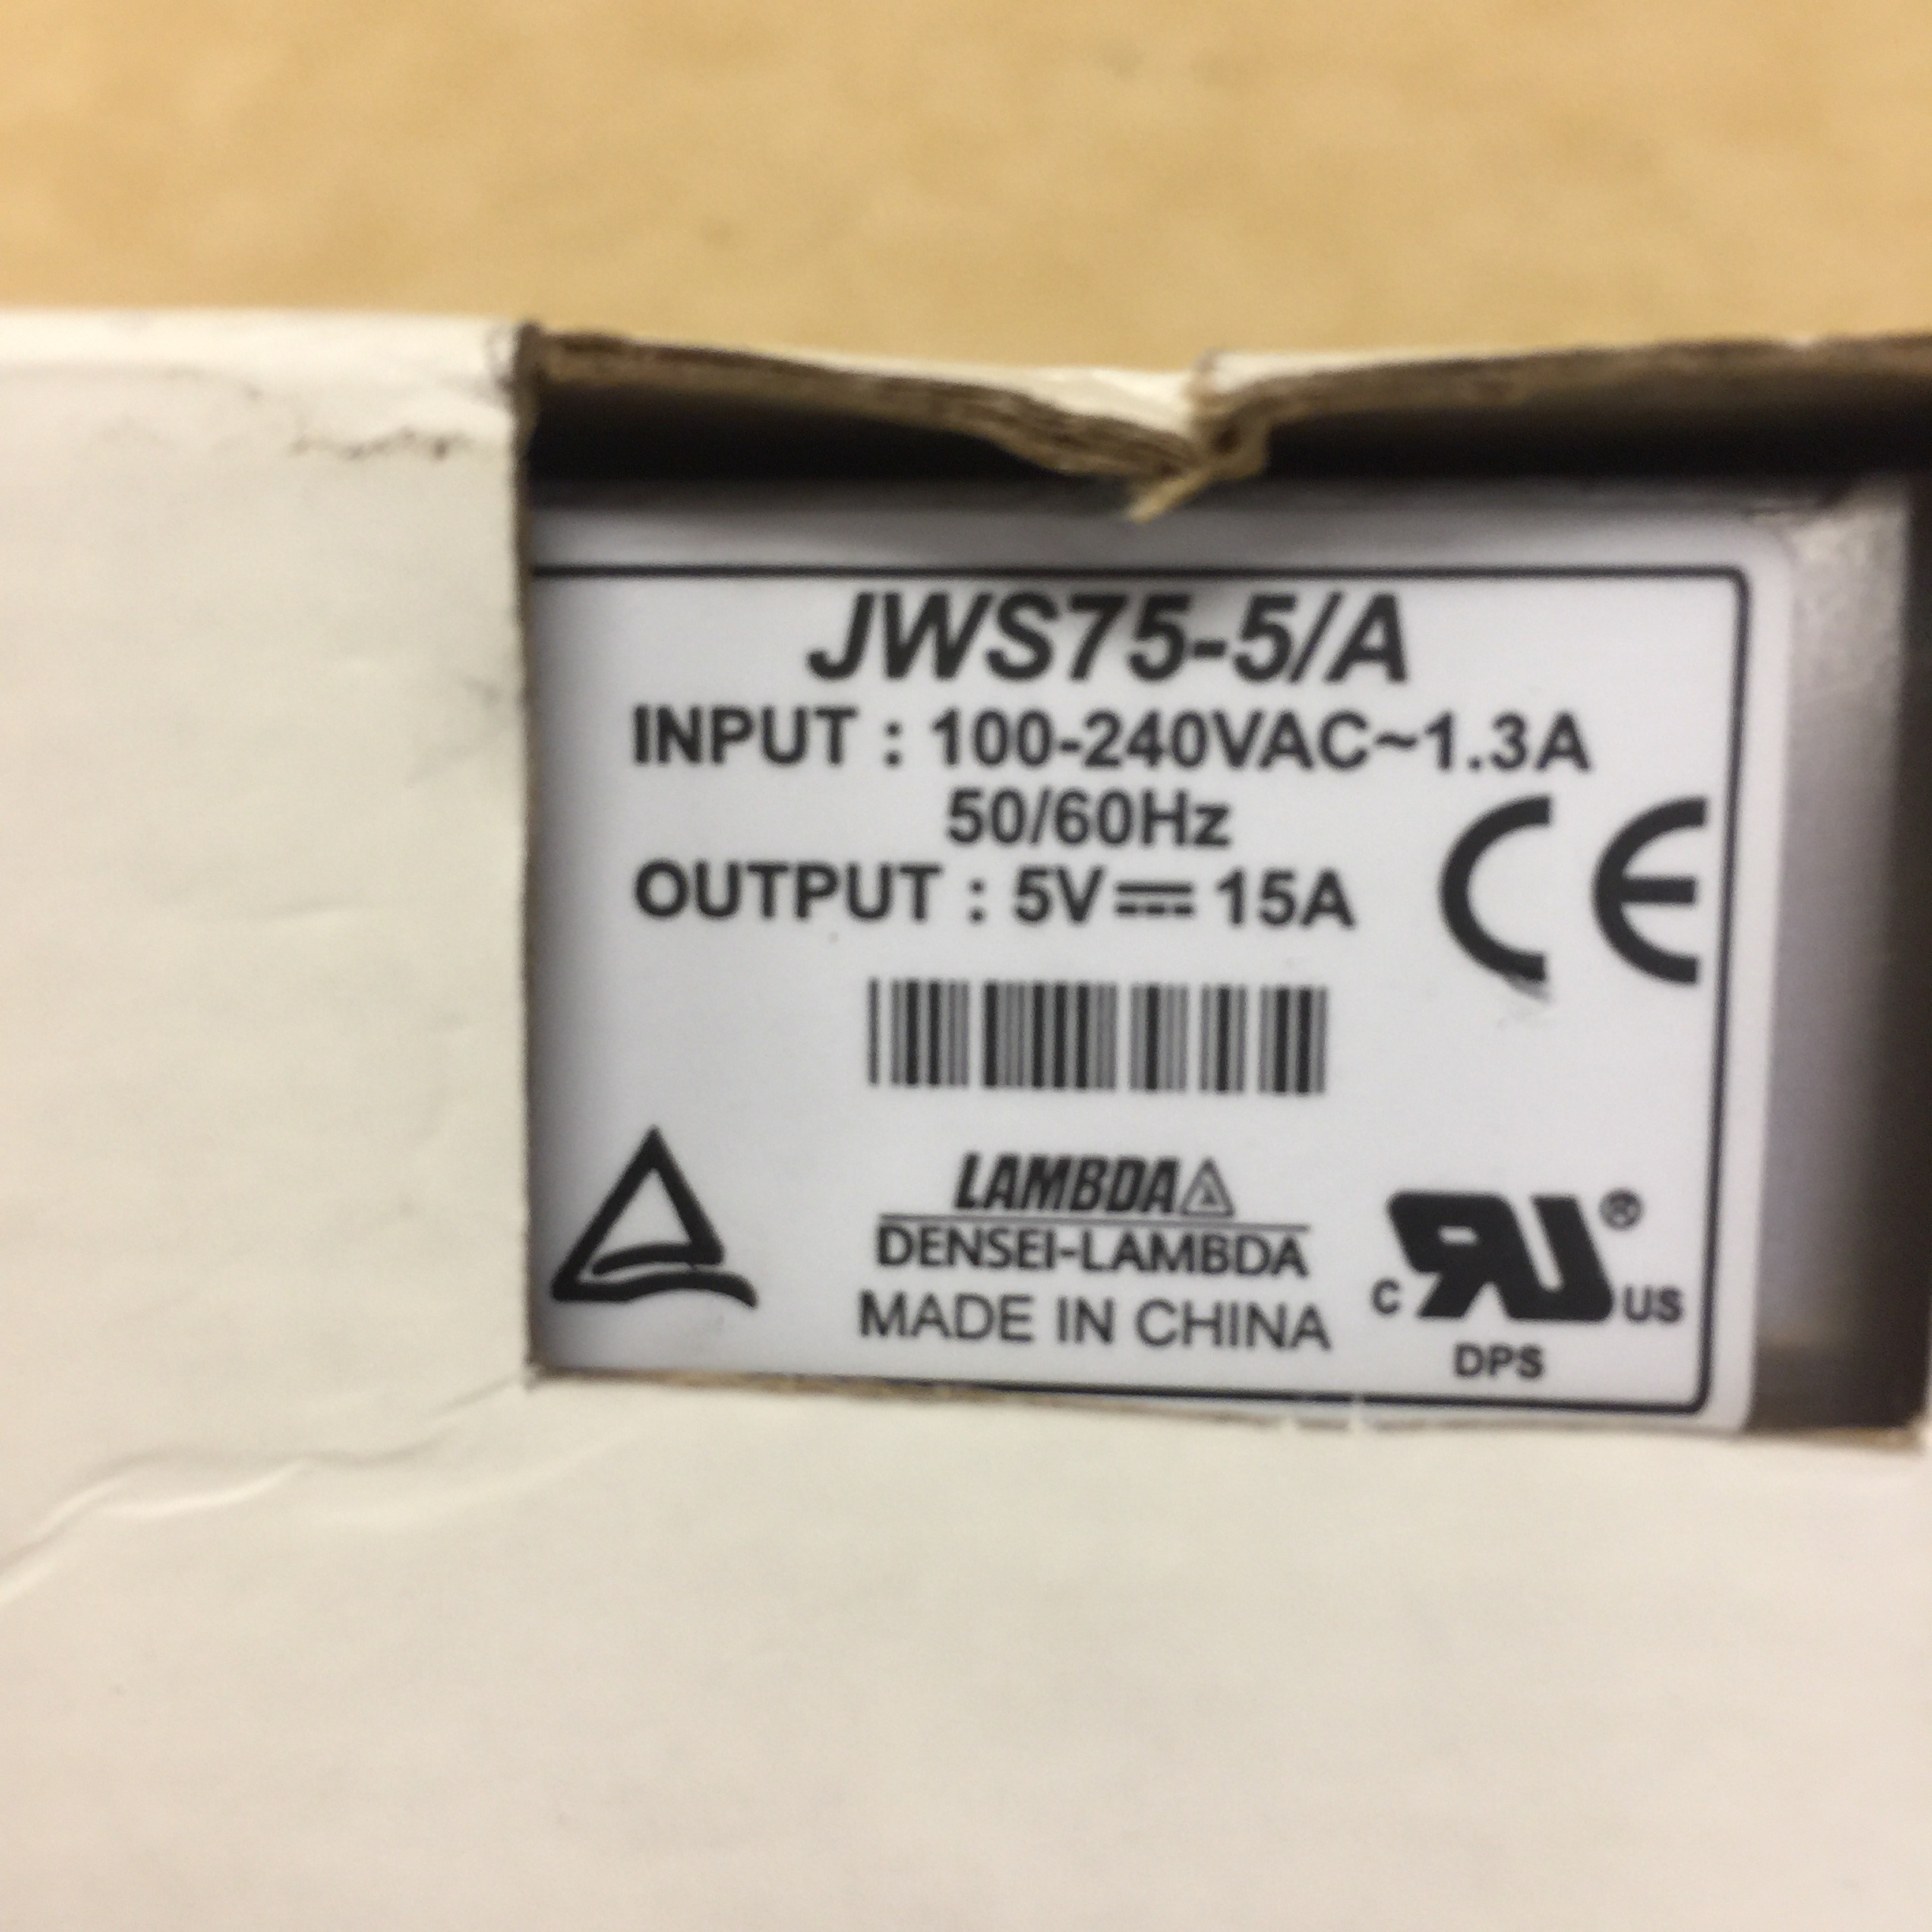 JWS75-5/A
INPUT : 100-240VAC~1.3A
50/60Hz
OUTPUT : 5V⎓15A
CE
LAMBDA
DENSEI-LAMBDA
MADE IN CHINA
C RU® US
DPS